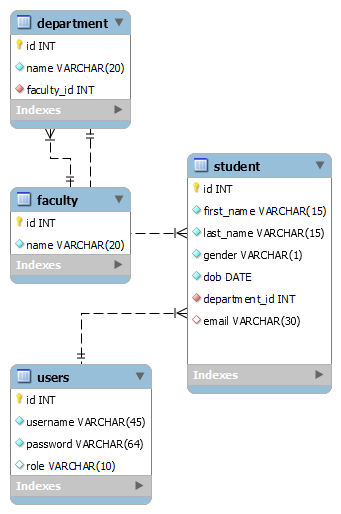 department
id INT
name VARCHAR(20)
faculty_id INT
Indexes
faculty
id INT
name VARCHAR(20)
Indexes
student
id INT
first_name VARCHAR(15)
last_name VARCHAR(15)
gender VARCHAR(1)
dob DATE
department_id INT
email VARCHAR(30)
Indexes
users
id INT
username VARCHAR(45)
password VARCHAR(64)
role VARCHAR(10)
Indexes